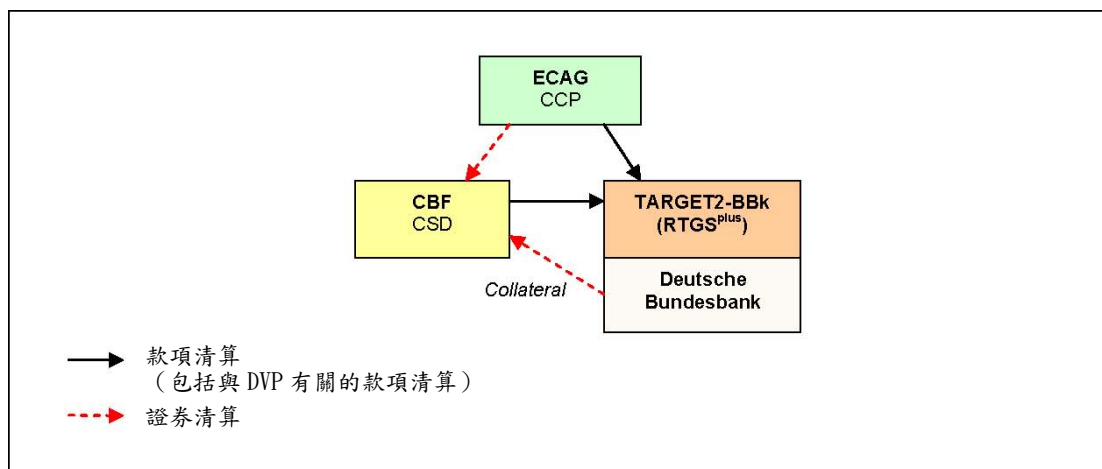 ECAG
CCP
CBF
CSD
TARGET2-BBk
(RTGSplus)
Collateral
Deutsche
Bundesbank
款項清算
（包括與 DVP 有關的款項清算）
證券清算